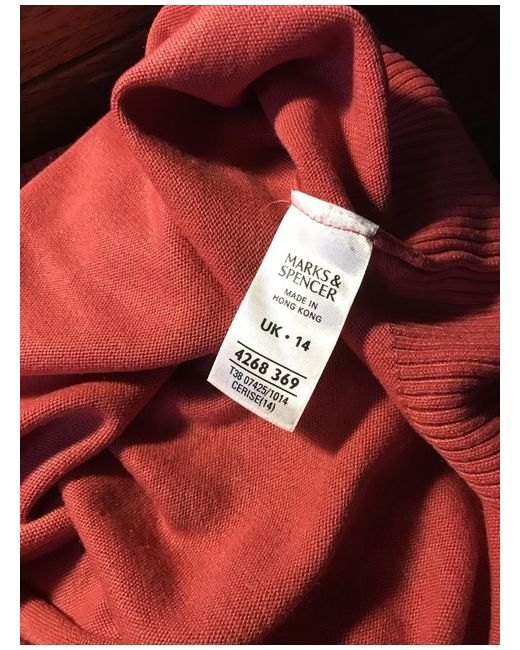 MARKS &
SPENCER
MADE IN
HONG KONG
UK • 14
4268 369
T38 07425/1014
CERISE(14)